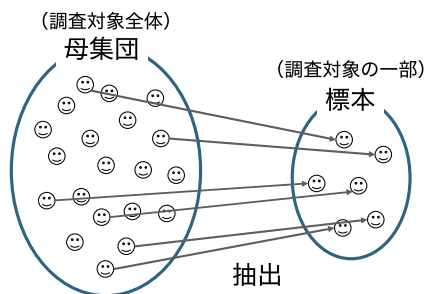 （調査対象全体）
母集団
（調査対象の一部）
標本
抽出